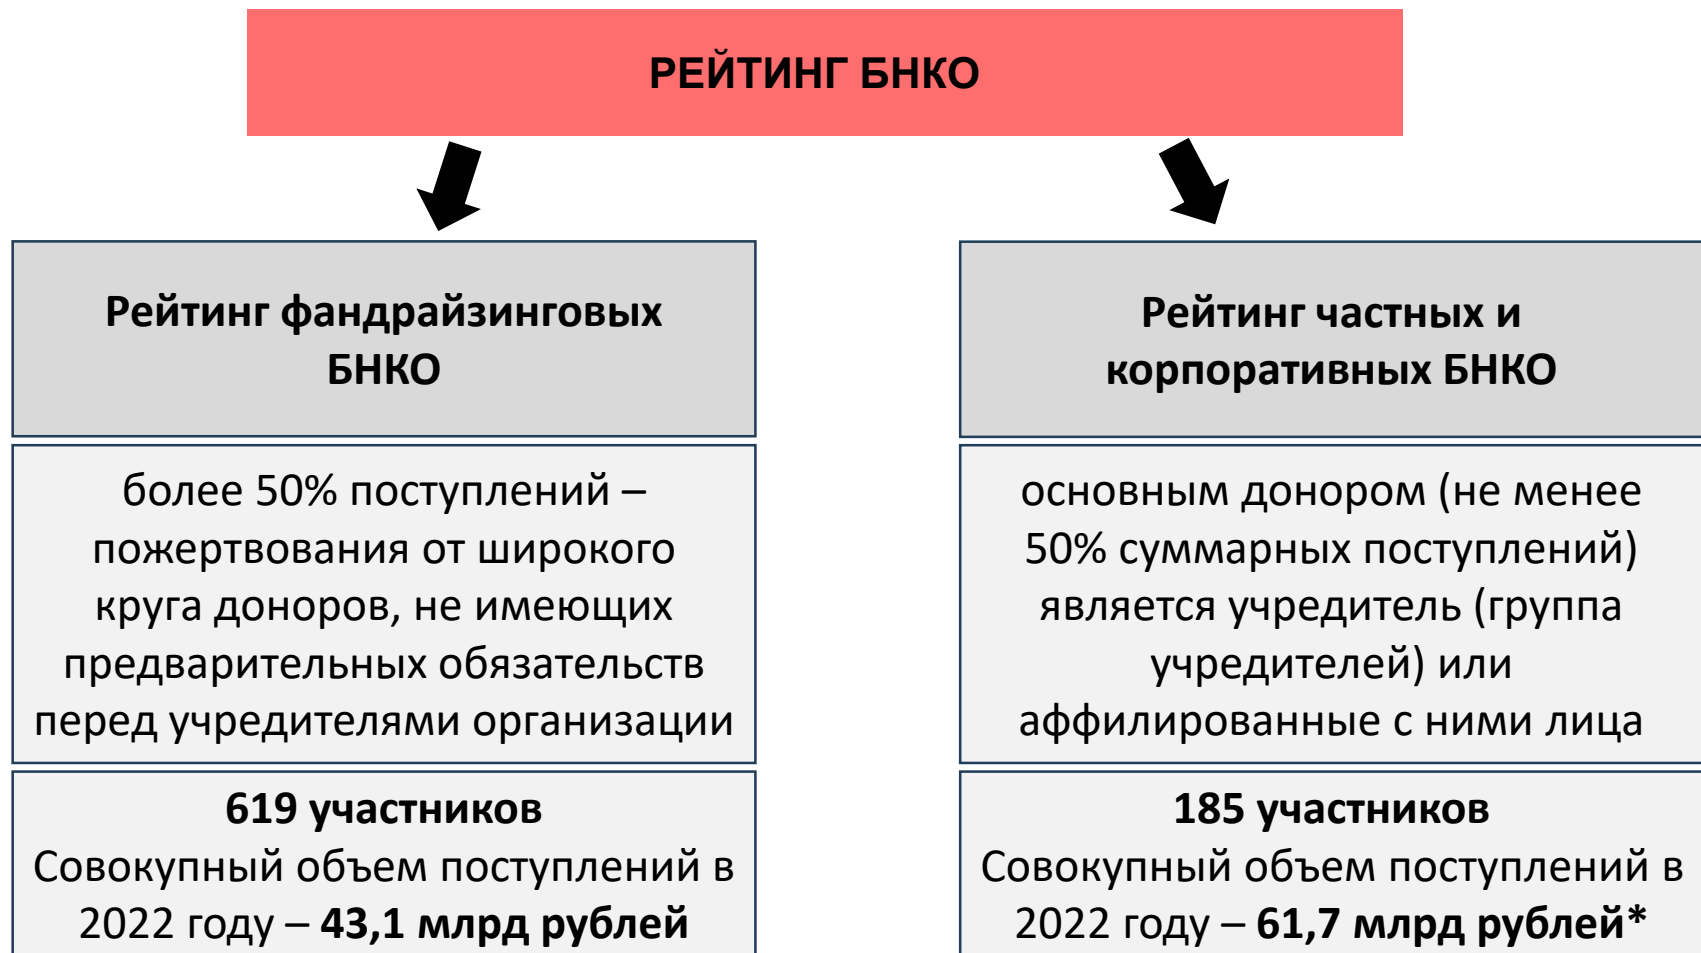 РЕЙТИНГ БНКО
Рейтинг фандрайзинговых
БНКО
более 50% поступлений –
пожертвования от широкого
круга доноров, не имеющих
предварительных обязательств
перед учредителями организации
619 участников
Совокупный объем поступлений в
2022 году – 43,1 млрд рублей
Рейтинг частных и
корпоративных БНКО
основным донором (не менее
50% суммарных поступлений)
является учредитель (группа
учредителей) или
аффилированные с ними лица
185 участников
Совокупный объем поступлений в
2022 году – 61,7 млрд рублей*